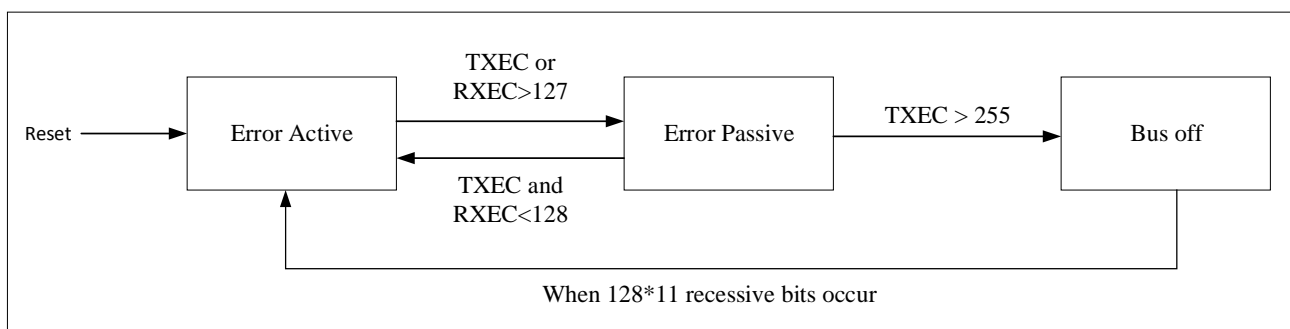 TXEC or
RXEC>127
Reset
Error Active
Error Passive
TXEC > 255
Bus off
TXEC and
RXEC<128
When 128*11 recessive bits occur